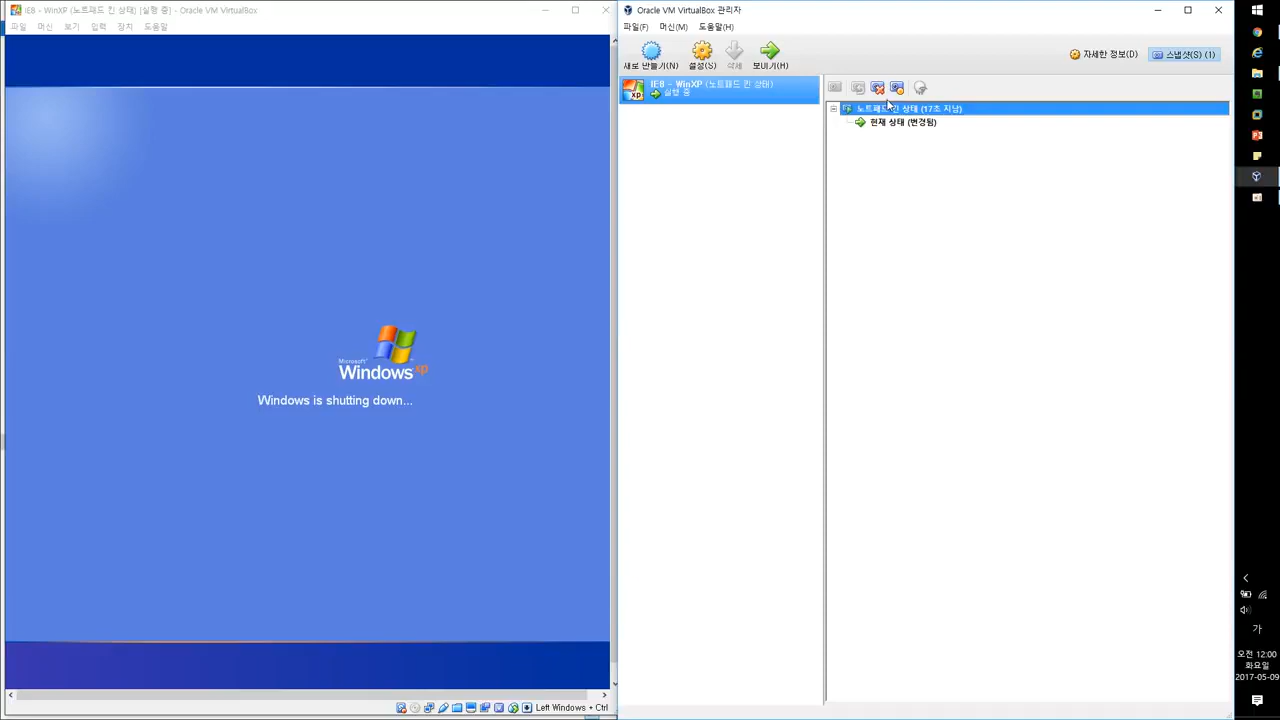 IE8 - WinXP (노트패드 킨 상태) [실행 중] - Oracle VM VirtualBox
파일 머신 보기 입력 장치 도움말
Microsoft
Windows xp
Windows is shutting down...
Left Windows + Ctrl
Oracle VM VirtualBox 관리자
파일(F) 머신(M) 도움말(H)
새로 만들기(N) 설정(S) 삭제 보이기(H)
자세한 정보(D) 스냅샷(S) (1)
IE8 - WinXP (노트패드 킨 상태)
실행 중
노트패드 킨 상태 (17초 지남)
현재 상태 (변경됨)
가
오전 12:00
화요일
2017-05-09